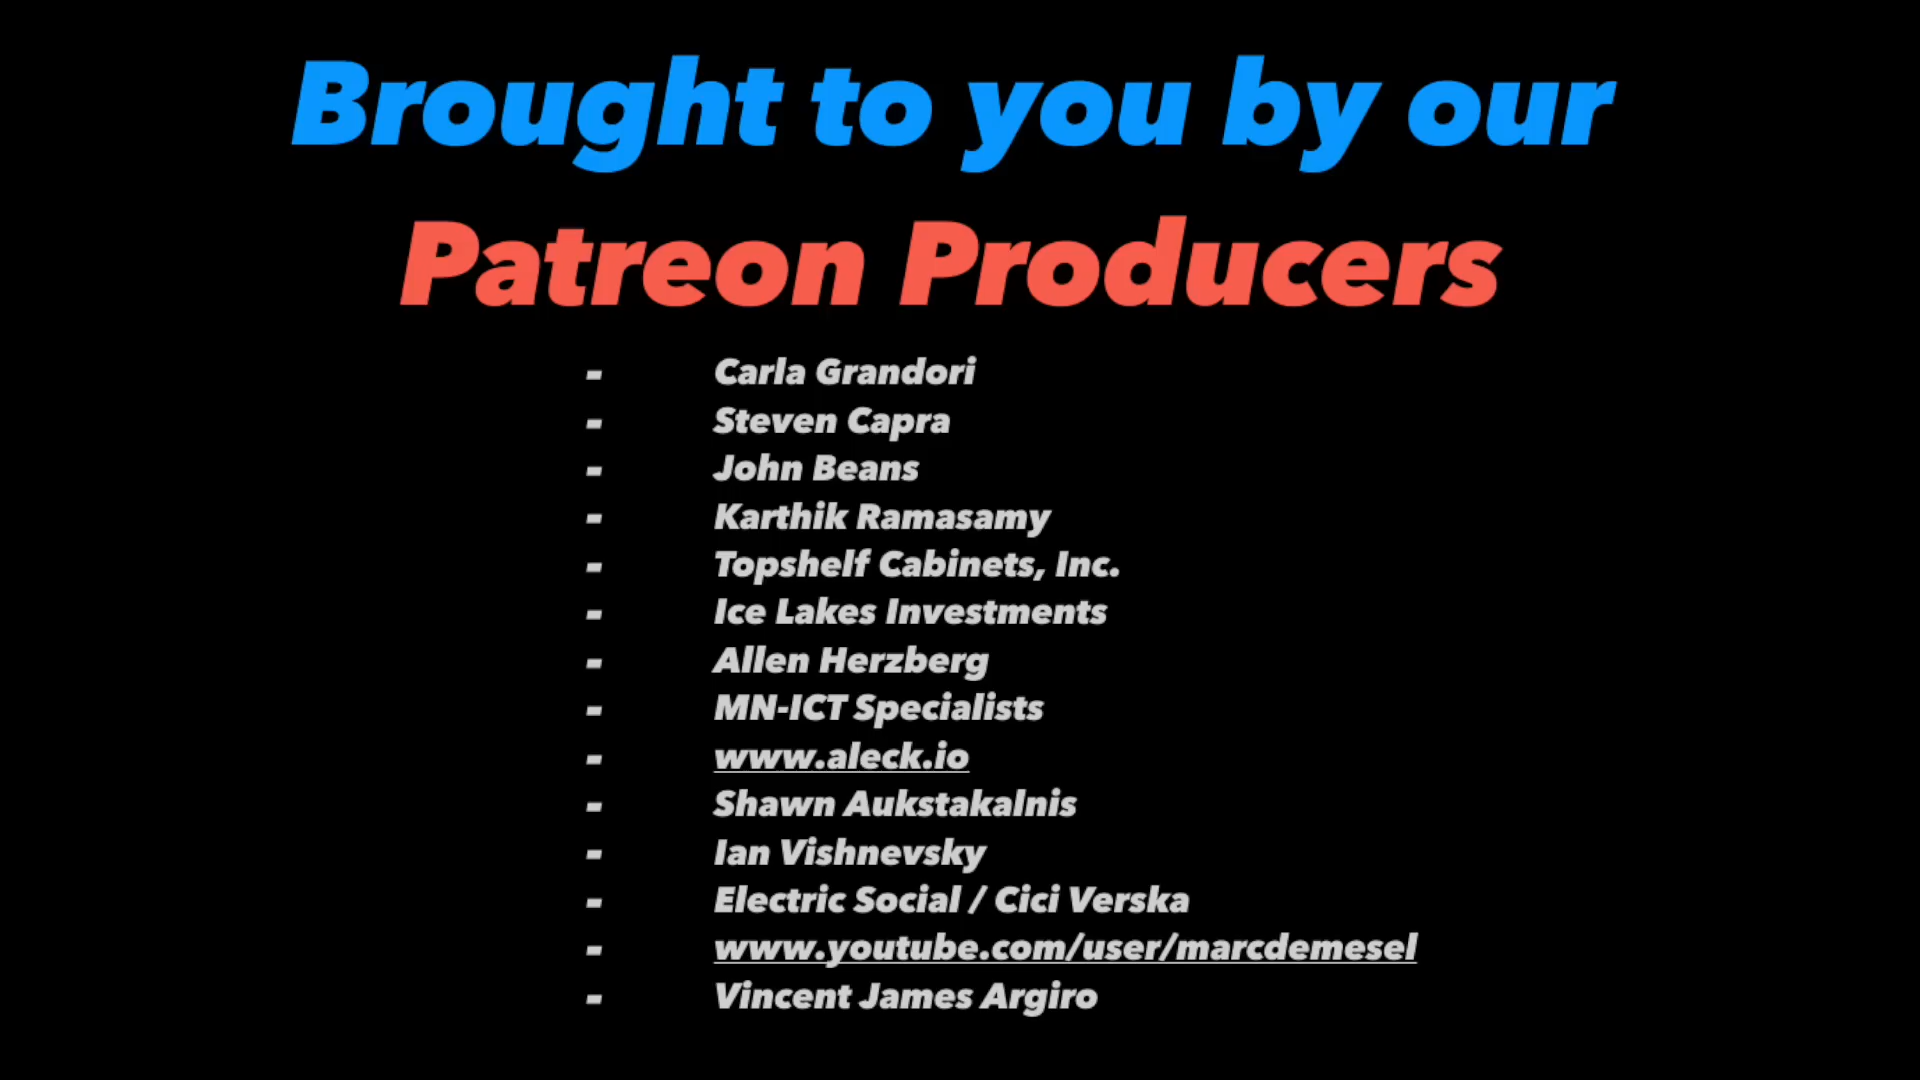 Brought to you by our
Patreon Producers
- Carla Grandori
- Steven Capra
- John Beans
- Karthik Ramasamy
- Topshelf Cabinets, Inc.
- Ice Lakes Investments
- Allen Herzberg
- MN-ICT Specialists
- www.aleck.io
- Shawn Aukstakalnis
- Ian Vishnevsky
- Electric Social / Cici Verska
- www.youtube.com/user/marcdemesel
- Vincent James Argiro